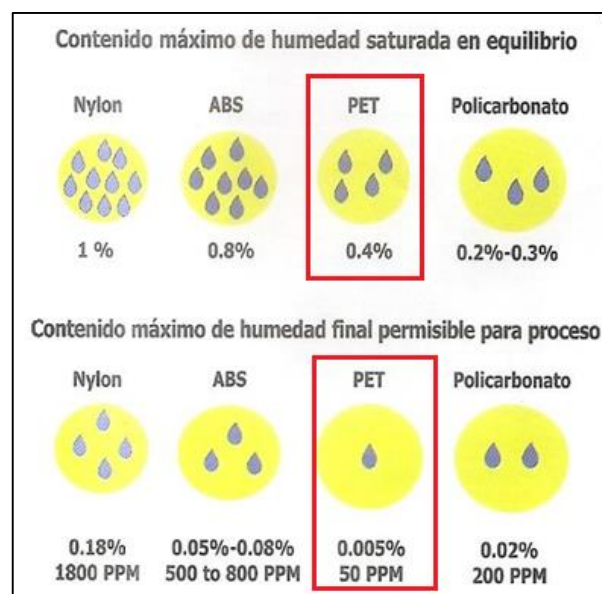 Contenido máximo de humedad saturada en equilibrio
Nylon ABS PET Policarbonato
1 % 0.8% 0.4% 0.2%-0.3%
Contenido máximo de humedad final permisible para proceso
Nylon ABS PET Policarbonato
0.18% 0.05%-0.08% 0.005% 0.02%
1800 PPM 500 to 800 PPM 50 PPM 200 PPM